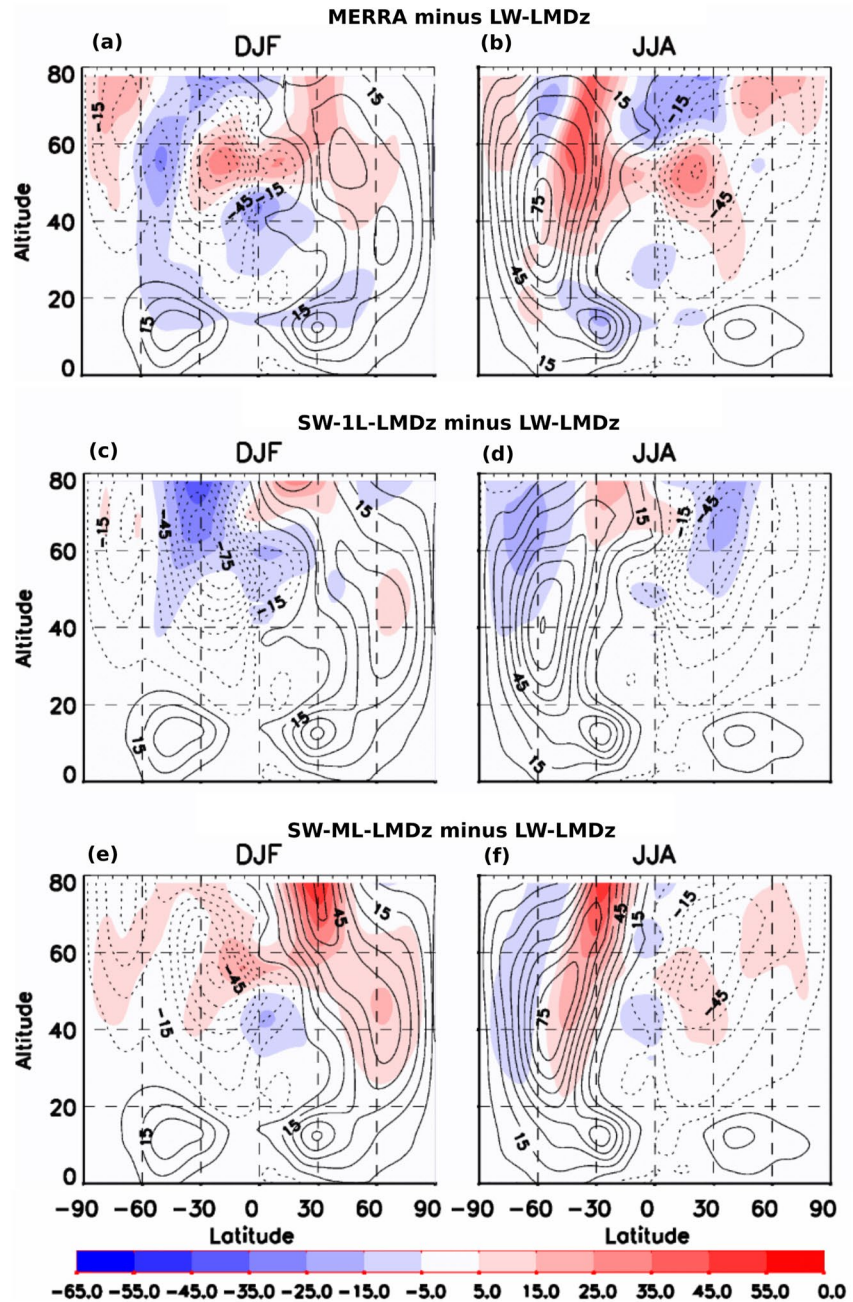 MERRA minus LW-LMDz
(a) DJF (b) JJA
80 15 15 -15
-15
60
Altitude -45 -15 75 -45
40
45
20
15 15
15
0
SW-1L-LMDz minus LW-LMDz
(c) DJF (d) JJA
80
-15 -45 15 15 -15 -45
60
-75
Altitude -15
40
45
20
15 15
15
0
SW-ML-LMDz minus LW-LMDz
(e) DJF (f) JJA
80
45 15 45 15 -15
60
-45
Altitude -15 75 -45
40
20
15 15 15
0
-90 -60 -30 0 30 60 90 -90 -60 -30 0 30 60 90
Latitude Latitude
-65.0 -55.0 -45.0 -35.0 -25.0 -15.0 -5.0 5.0 15.0 25.0 35.0 45.0 55.0 0.0